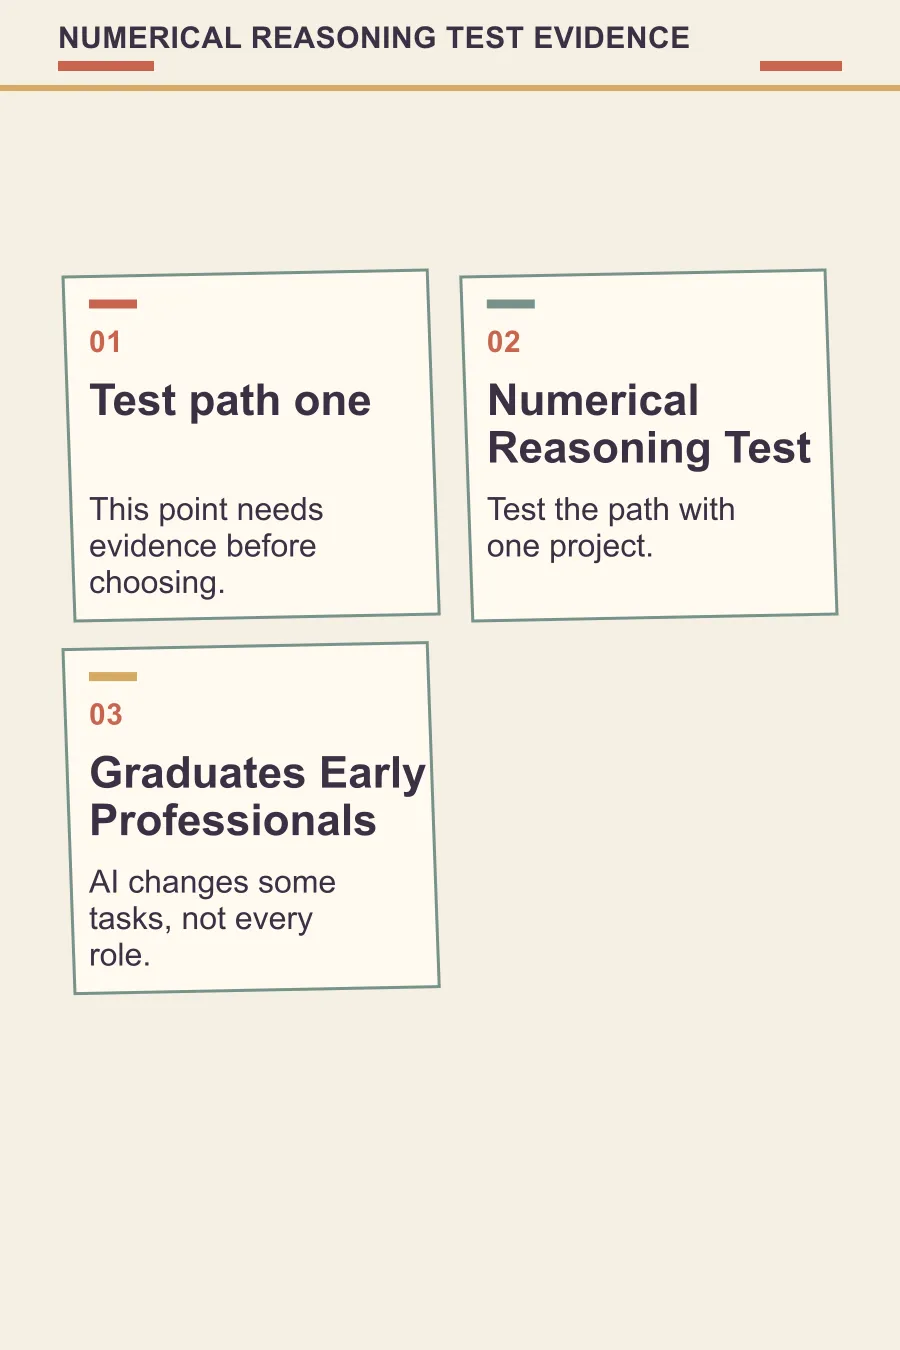 NUMERICAL REASONING TEST EVIDENCE
01
Test path one
This point needs
evidence before
choosing.
02
Numerical
Reasoning Test
Test the path with
one project.
03
Graduates Early
Professionals
AI changes some
tasks, not every
role.